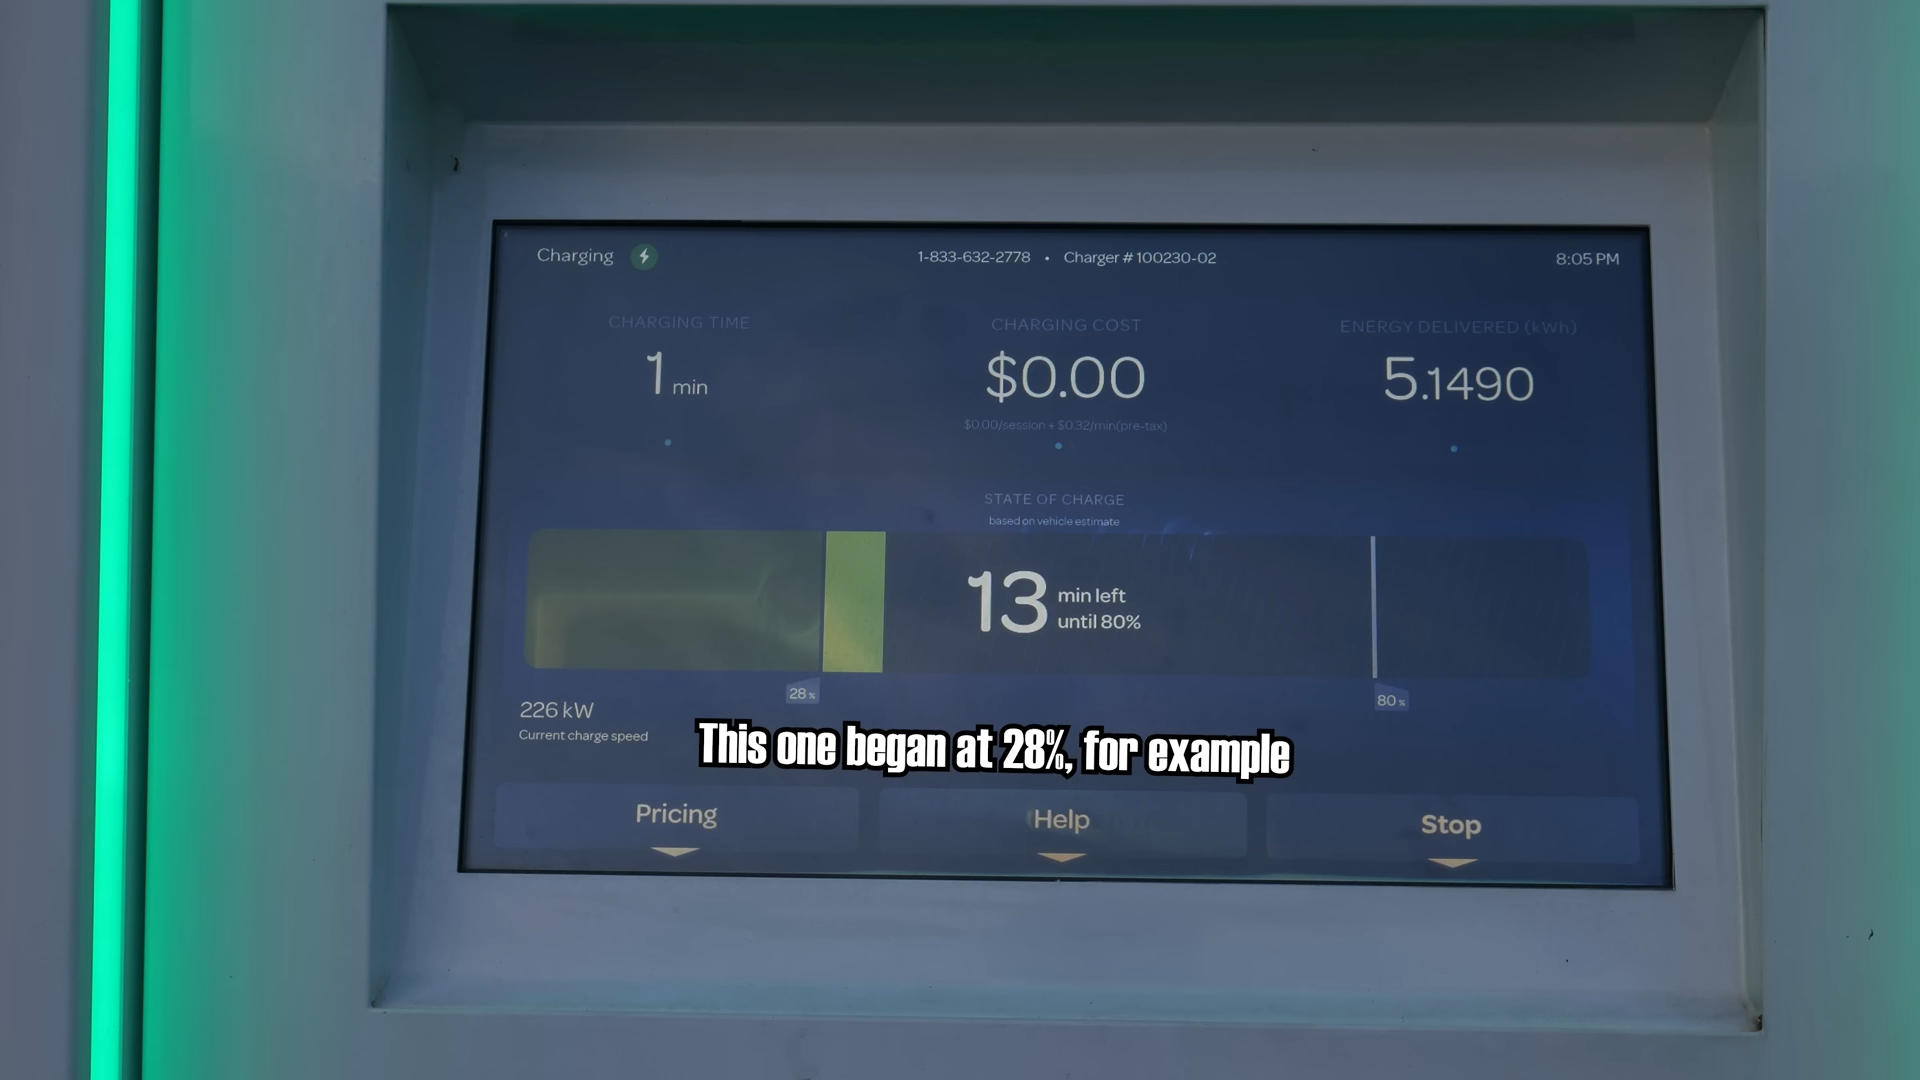 Charging
1-833-632-2778 • Charger # 100230-02
8:05 PM
CHARGING TIME
1 min
CHARGING COST
$0.00
$0.00/session + $0.32/min(pre-tax)
ENERGY DELIVERED (kWh)
5.1490
STATE OF CHARGE
based on vehicle estimate
13 min left
until 80%
28%
80%
226 kW
Current charge speed
This one began at 28%, for example
Pricing
Help
Stop